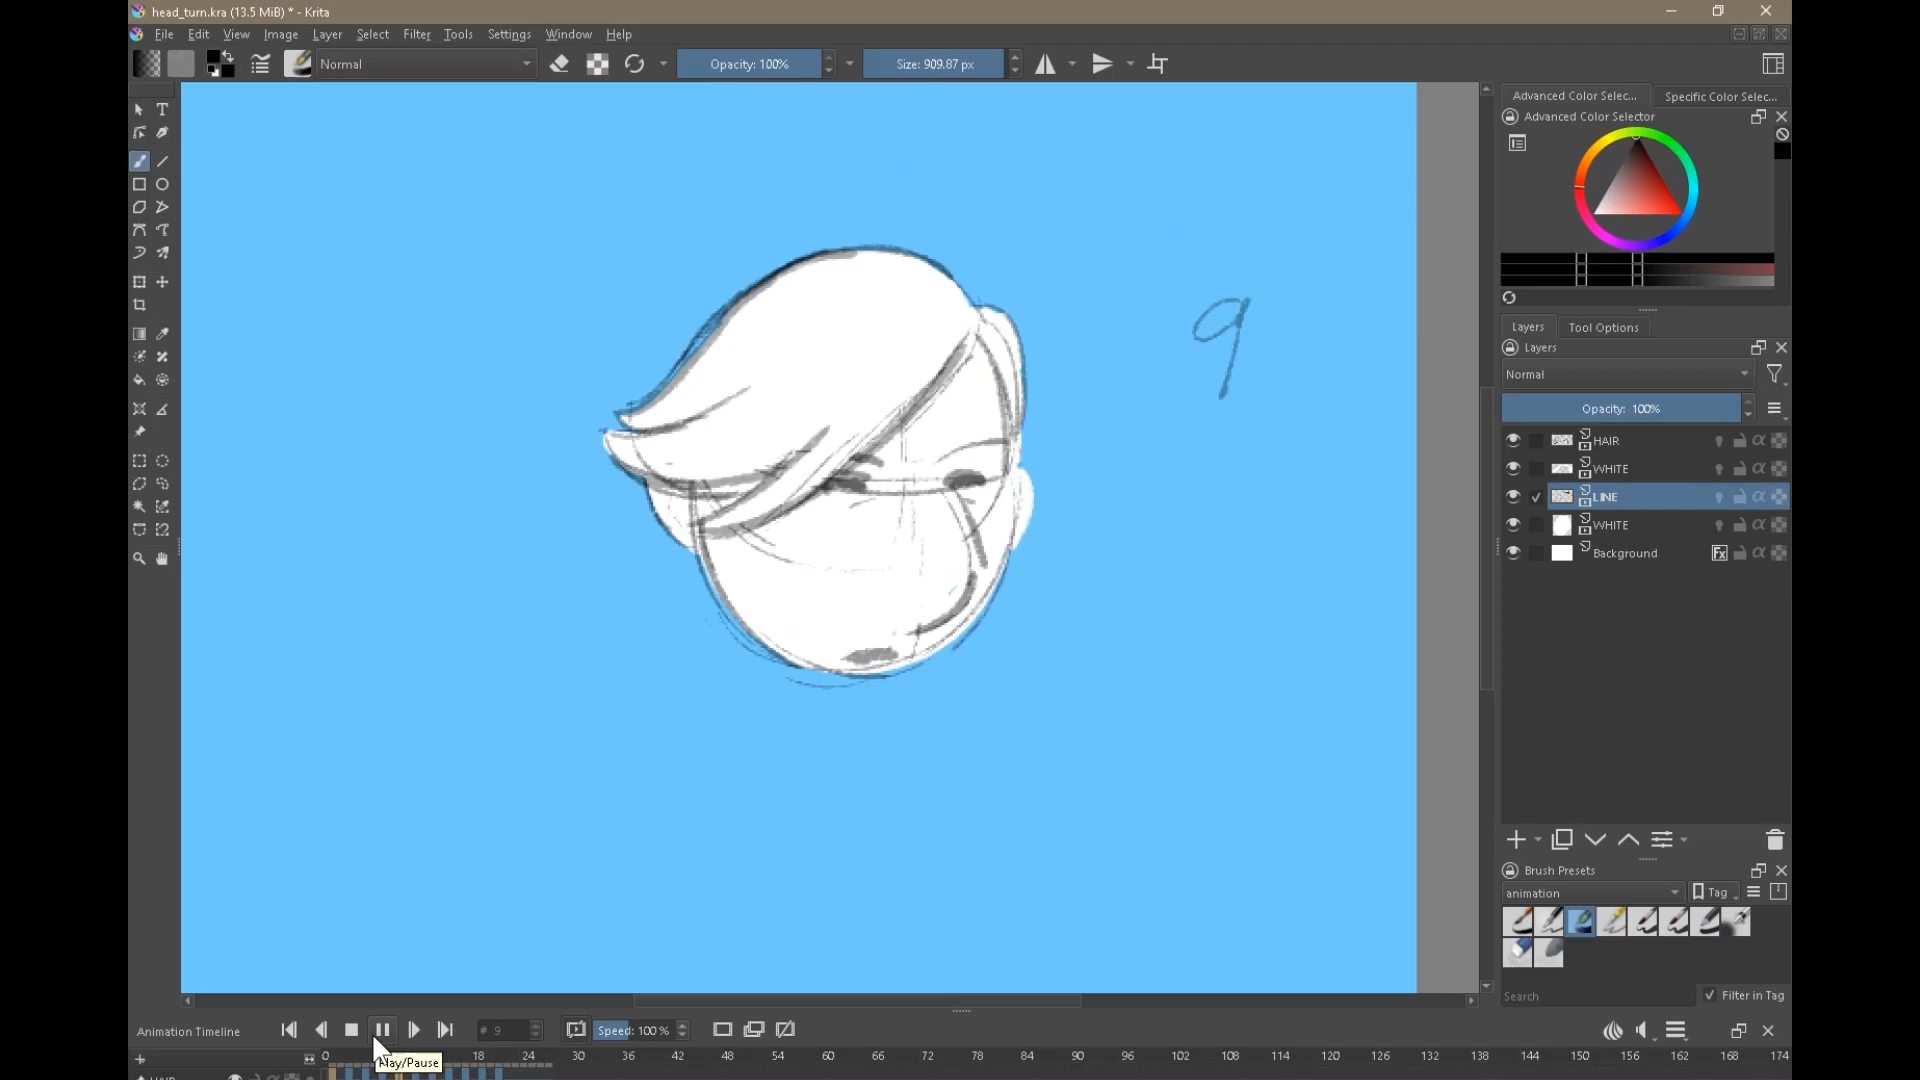 head_turn.kra (13.5 MiB) * - Krita
File Edit View Image Layer Select Filter Tools Settings Window Help
Normal
Opacity: 100%
Size: 909.87 px
Advanced Color Selec...
Specific Color Selec...
Advanced Color Selector
9
Layers
Tool Options
Layers
Normal
Opacity: 100%
HAIR
WHITE
LINE
WHITE
Background
Brush Presets
animation
Tag
Search
Filter in Tag
Animation Timeline
# 9
Speed: 100 %
0 18 24 30 36 42 48 54 60 66 72 78 84 90 96 102 108 114 120 126 132 138 144 150 156 162 168 174
Play/Pause
HAIR